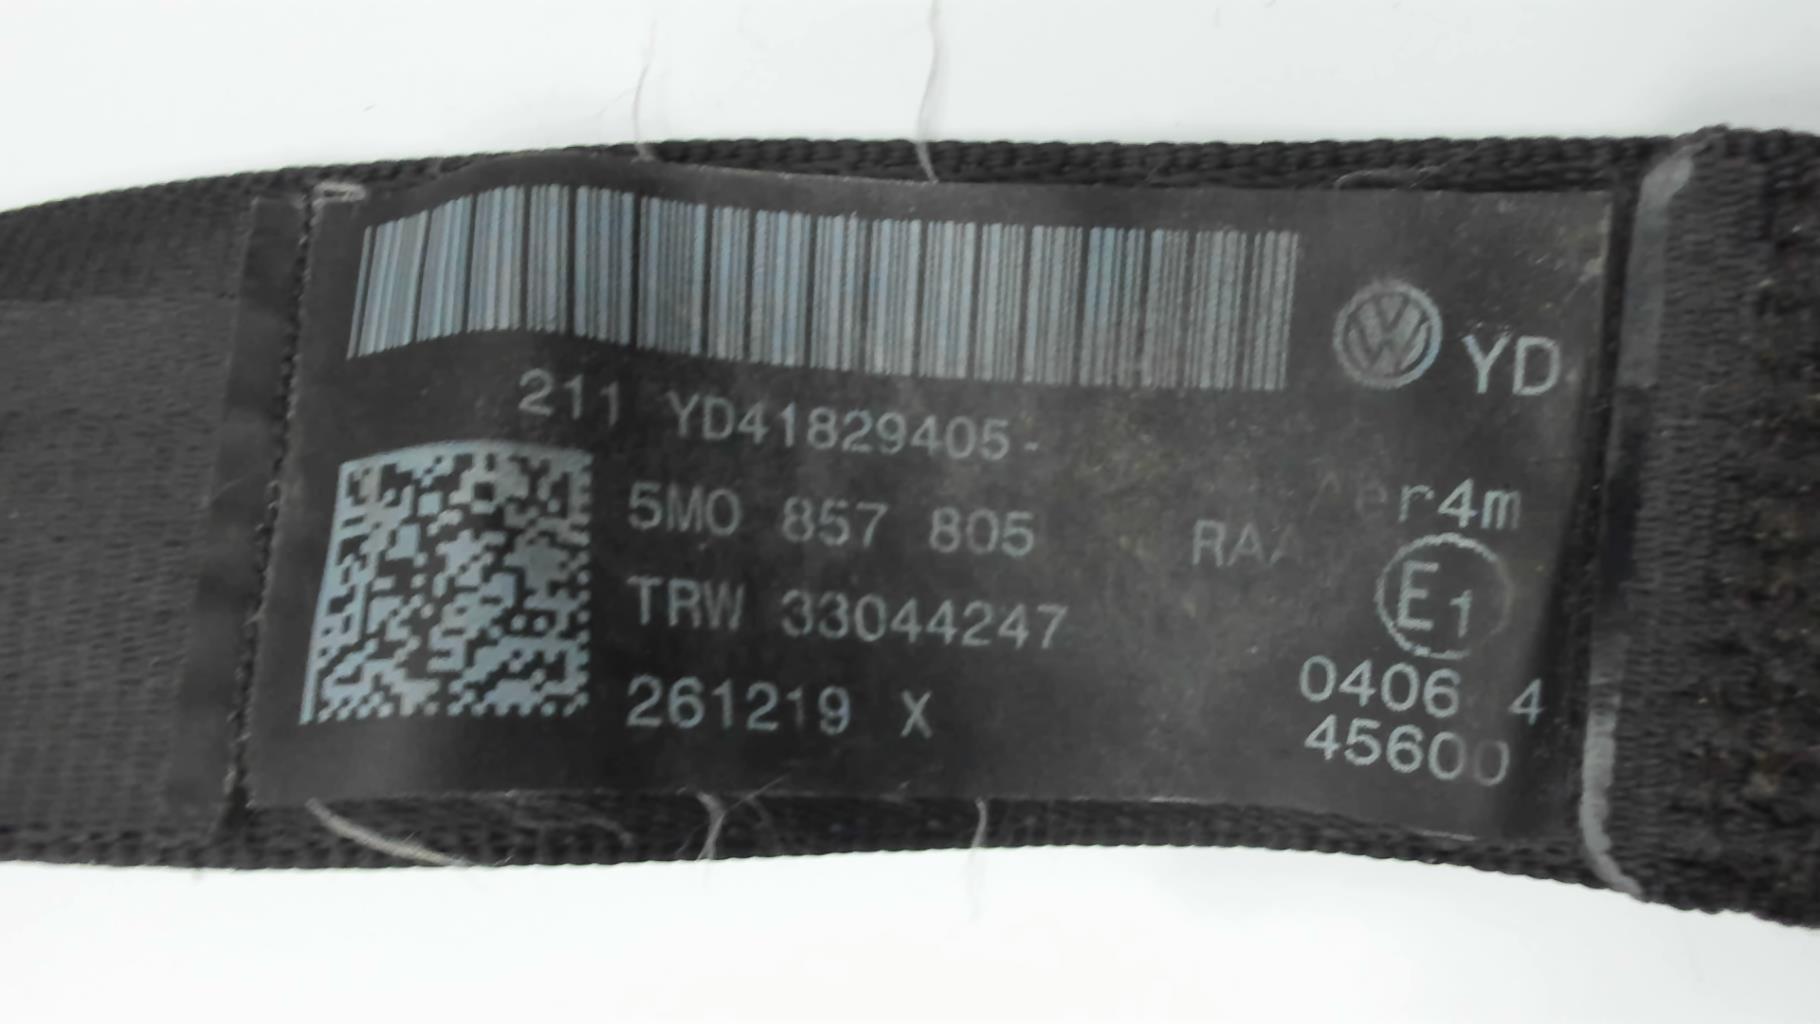 YD
211 YD41829405-
5M0 857 805 RAA
er4m
TRW 33044247
E1
261219 X
0406 4
45600